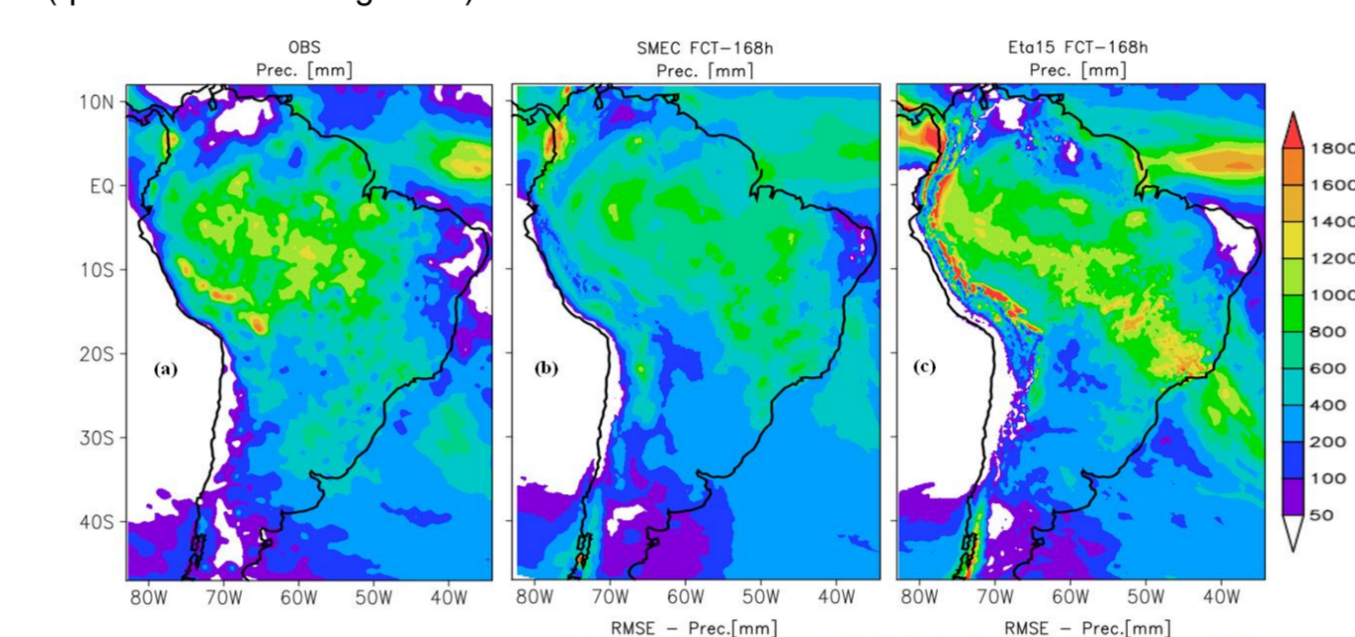 OBS
Prec. [mm]
SMEC FCT-168h
Prec. [mm]
Eta15 FCT-168h
Prec. [mm]
10N
EQ
10S
20S
30S
40S
(a)
(b)
(c)
80W 70W 60W 50W 40W
80W 70W 60W 50W 40W
80W 70W 60W 50W 40W
1800
1600
1400
1200
1000
800
600
400
200
100
50
RMSE - Prec.[mm]
RMSE - Prec.[mm]